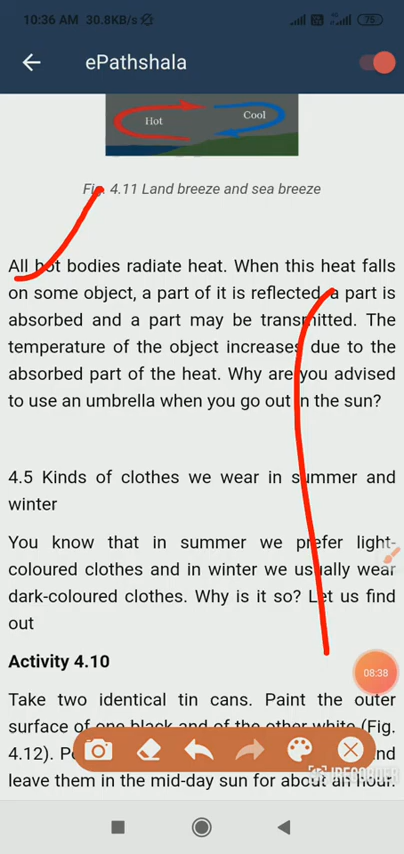 10:36 AM 30.8KB/s
75
ePathshala
Hot
Cool
Fig. 4.11 Land breeze and sea breeze
All hot bodies radiate heat. When this heat falls
on some object, a part of it is reflected, a part is
absorbed and a part may be transmitted. The
temperature of the object increases due to the
absorbed part of the heat. Why are you advised
to use an umbrella when you go out in the sun?
4.5 Kinds of clothes we wear in summer and
winter
You know that in summer we prefer light-
coloured clothes and in winter we usually wear
dark-coloured clothes. Why is it so? Let us find
out
Activity 4.10
08:38
Take two identical tin cans. Paint the outer
surface of one black and of the other white (Fig.
4.12).
leave them in the mid-day sun for about an hour.